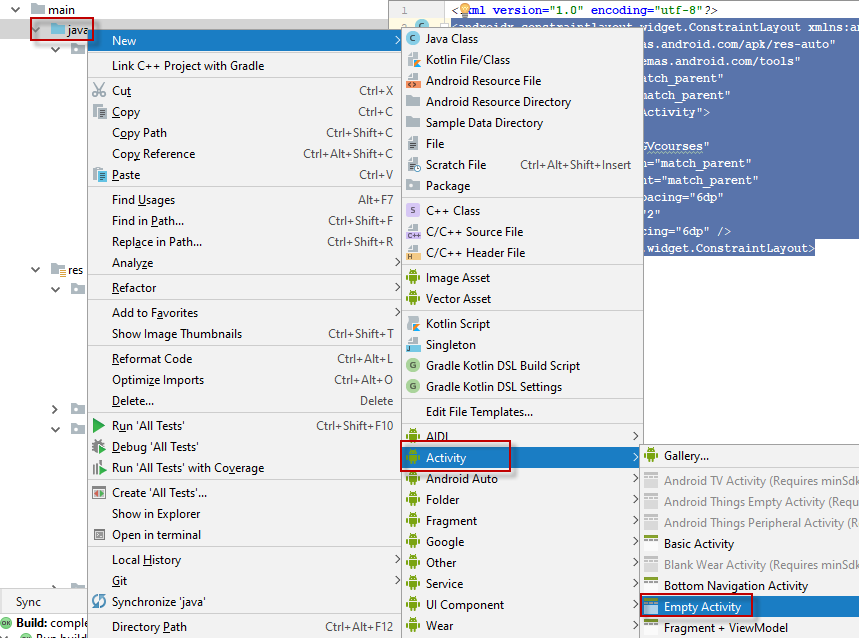 main
java
res
Sync
Build: comple
Run build
New
Link C++ Project with Gradle
Cut Ctrl+X
Copy Ctrl+C
Copy Path Ctrl+Shift+C
Copy Reference Ctrl+Alt+Shift+C
Paste Ctrl+V
Find Usages Alt+F7
Find in Path... Ctrl+Shift+F
Replace in Path... Ctrl+Shift+R
Analyze
Refactor
Add to Favorites
Show Image Thumbnails Ctrl+Shift+T
Reformat Code Ctrl+Alt+L
Optimize Imports Ctrl+Alt+O
Delete... Delete
Run 'All Tests' Ctrl+Shift+F10
Debug 'All Tests'
Run 'All Tests' with Coverage
Create 'All Tests'...
Show in Explorer
Open in terminal
Local History
Git
Synchronize 'java'
Directory Path Ctrl+Alt+F12
Java Class
Kotlin File/Class
Android Resource File
Android Resource Directory
Sample Data Directory
File
Scratch File Ctrl+Alt+Shift+Insert
Package
C++ Class
C/C++ Source File
C/C++ Header File
Image Asset
Vector Asset
Kotlin Script
Singleton
Gradle Kotlin DSL Build Script
Gradle Kotlin DSL Settings
Edit File Templates...
AIDL
Activity
Android Auto
Folder
Fragment
Google
Other
Service
UI Component
Wear
Gallery...
Android TV Activity (Requires minSdk
Android Things Empty Activity (Requ
Android Things Peripheral Activity (R
Basic Activity
Blank Wear Activity (Requires minSdk
Bottom Navigation Activity
Empty Activity
Fragment + ViewModel
1 <?xml version="1.0" encoding="utf-8"?>
<androidx.constraintlayout.widget.ConstraintLayout xmlns:an
mas.android.com/apk/res-auto"
emas.android.com/tools"
match_parent"
match_parent"
Activity">
GVcourses"
h="match_parent"
ht="match_parent"
pacing="6dp"
"2"
cing="6dp" />
.widget.ConstraintLayout>